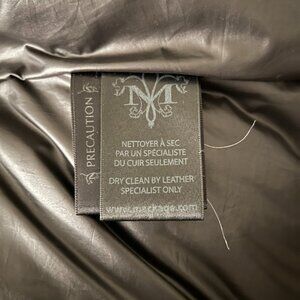 PRECAUTION
NETTOYER À SEC
PAR UN SPÉCIALISTE
DU CUIR SEULEMENT
DRY CLEAN BY LEATHER
SPECIALIST ONLY
www.mackage.com